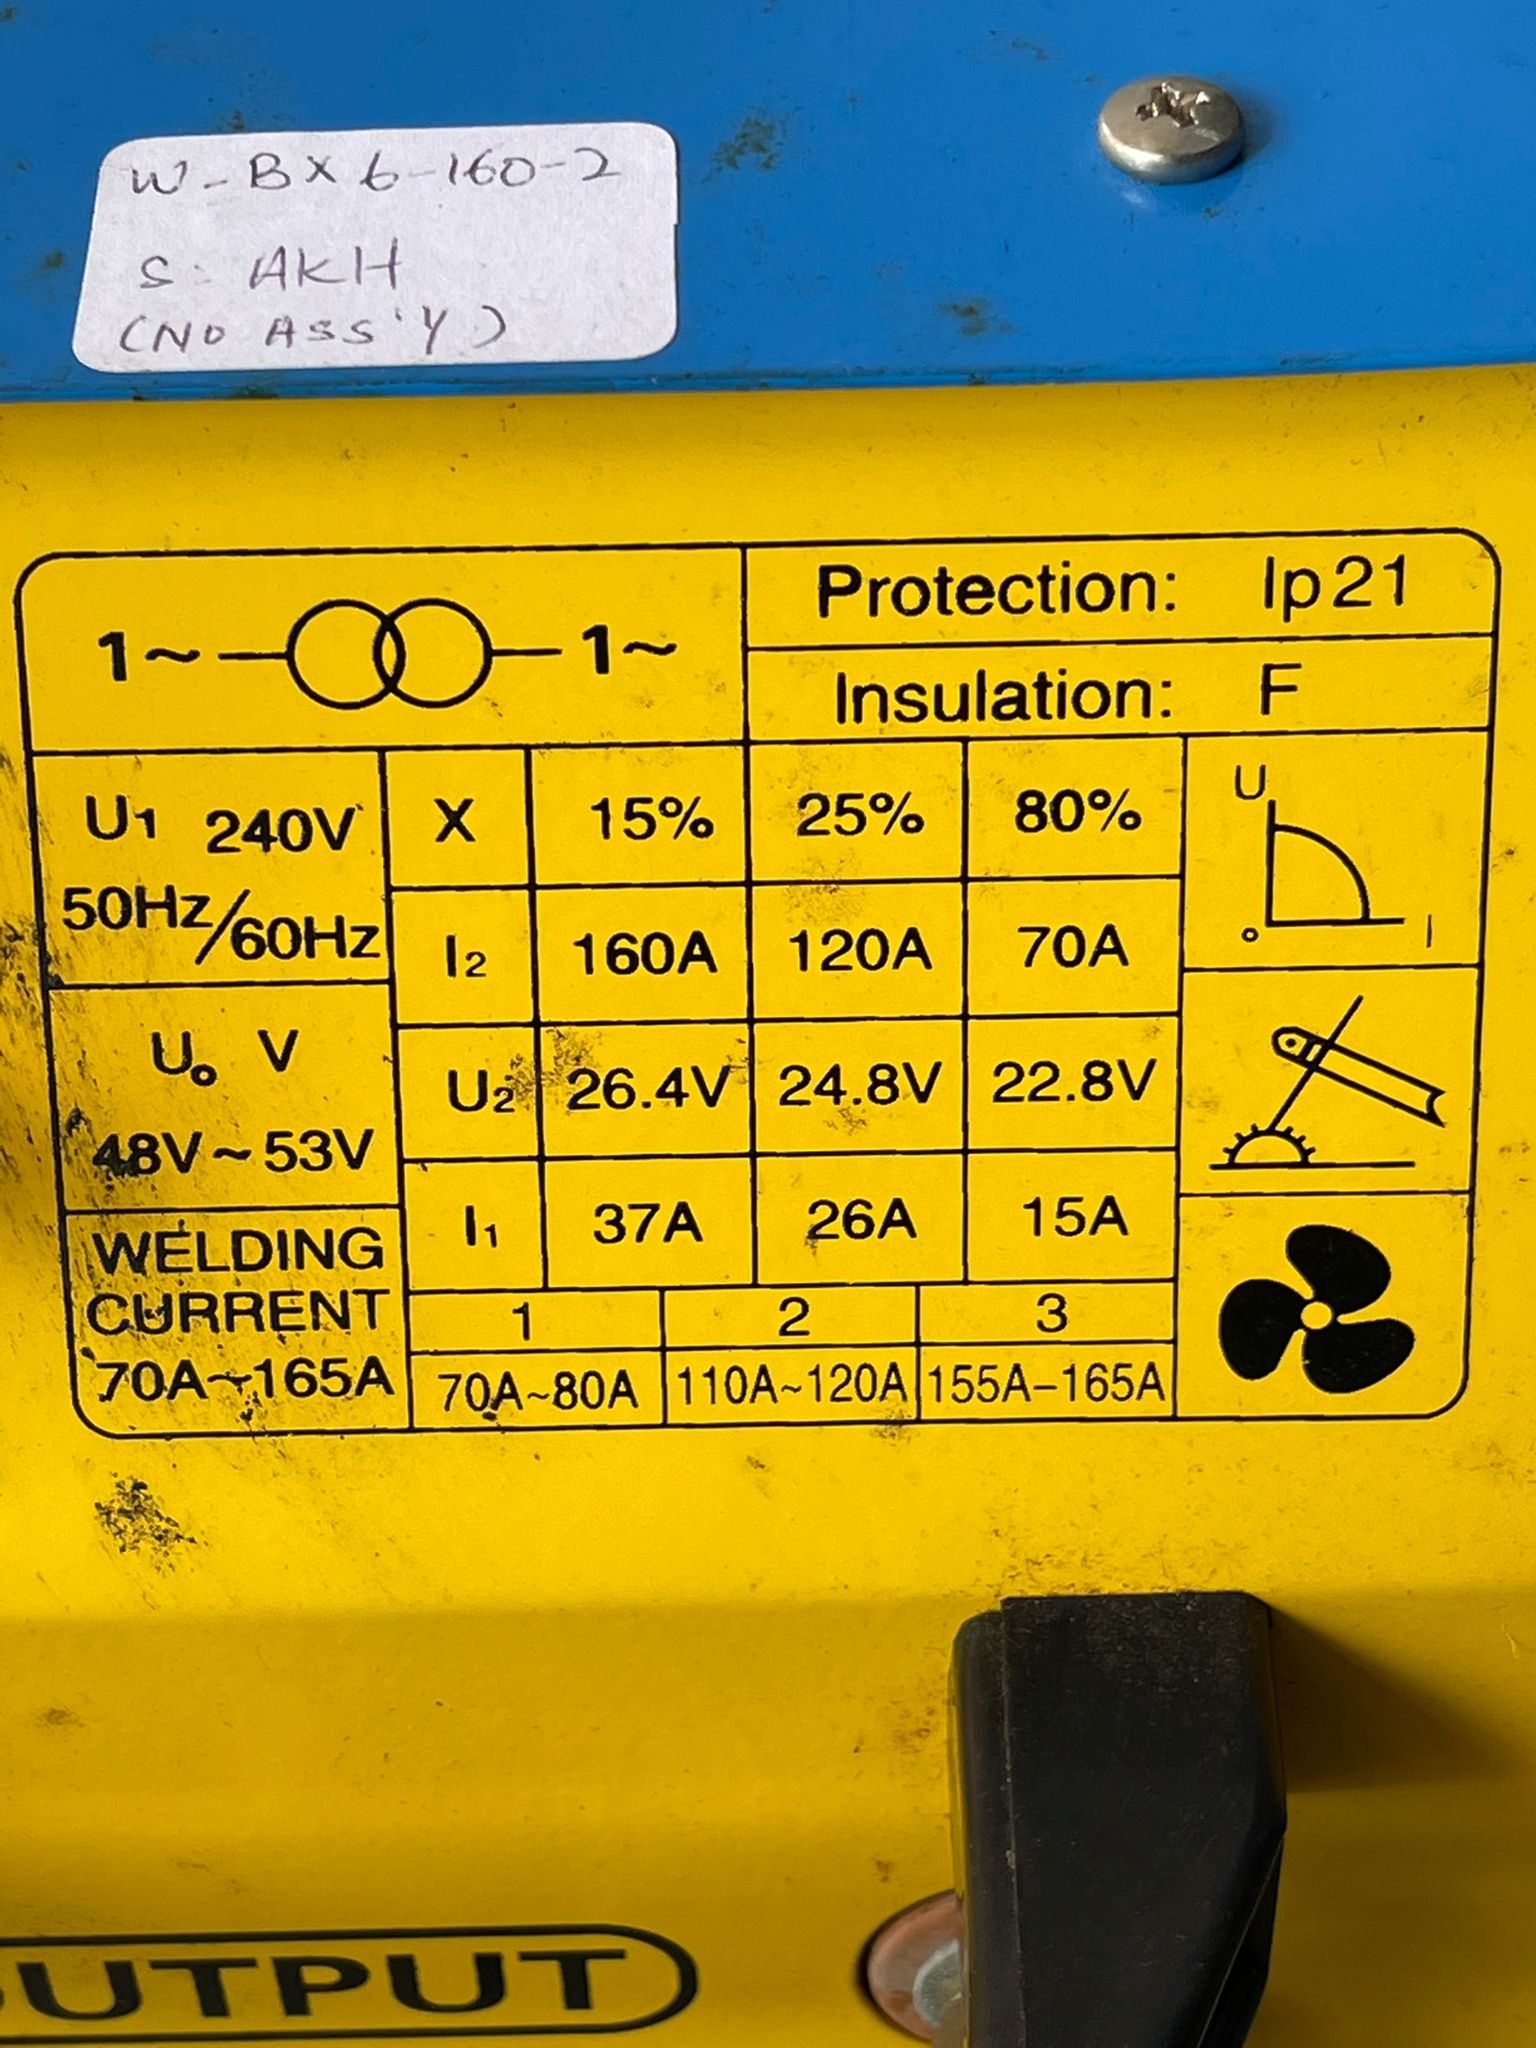 W-BX6-160-2
S: AKH
(NO ASS'Y)
1~ 1~
Protection: Ip21
Insulation: F
U1 240V
50Hz/60Hz
X 15% 25% 80%
I2 160A 120A 70A
U2 26.4V 24.8V 22.8V
I1 37A 26A 15A
U
o I
Uo V
48V~53V
WELDING
CURRENT
70A~165A
1 2 3
70A~80A 110A~120A 155A-165A
UTPUT